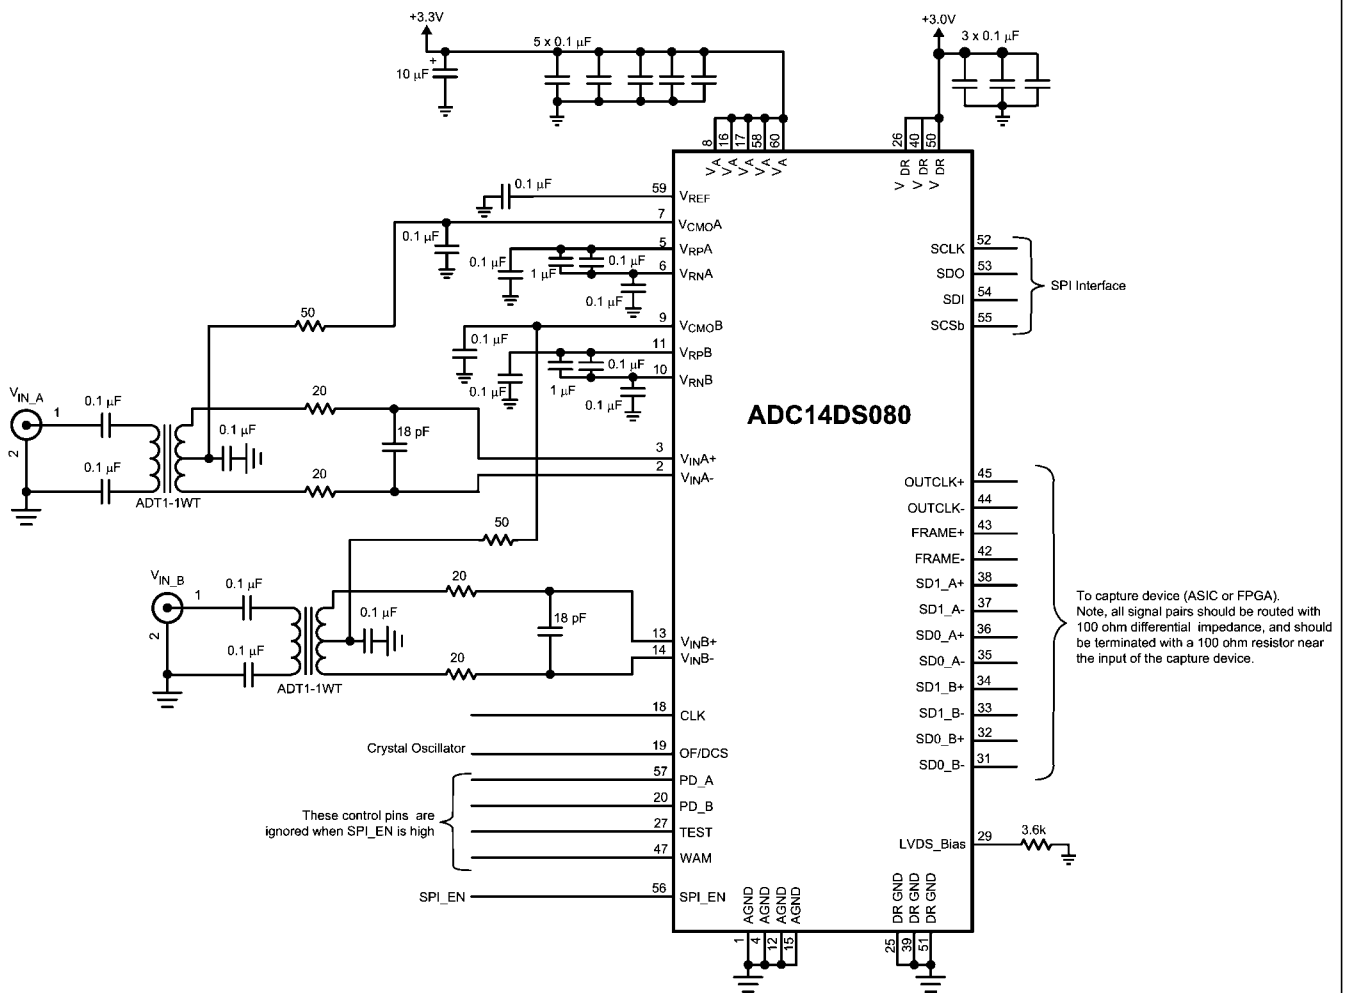 +3.3V
5 x 0.1 µF
+
10 µF
+3.0V
3 x 0.1 µF
8
16
17
58
60
VA
VA
VA
VA
VA
26
40
50
VDR
VDR
VDR
0.1 µF
59
VREF
7
VCMOA
0.1 µF
5
VRPA
0.1 µF
1 µF
0.1 µF
6
VRNA
0.1 µF
50
9
VCMOB
0.1 µF
11
VRPB
0.1 µF
1 µF
0.1 µF
10
VRNB
0.1 µF
SCLK
52
SDO
53
SDI
54
SCSb
55
SPI Interface
ADC14DS080
VIN_A
1
2
0.1 µF
0.1 µF
ADT1-1WT
20
0.1 µF
18 pF
20
3
VINA+
2
VINA-
50
VIN_B
1
2
0.1 µF
0.1 µF
ADT1-1WT
20
0.1 µF
18 pF
20
13
VINB+
14
VINB-
18
CLK
Crystal Oscillator
19
OF/DCS
57
PD_A
20
PD_B
These control pins are
ignored when SPI_EN is high
27
TEST
47
WAM
SPI_EN
56
SPI_EN
OUTCLK+
45
OUTCLK-
44
FRAME+
43
FRAME-
42
SD1_A+
38
SD1_A-
37
SD0_A+
36
SD0_A-
35
SD1_B+
34
SD1_B-
33
SD0_B+
32
SD0_B-
31
To capture device (ASIC or FPGA).
Note, all signal pairs should be routed with
100 ohm differential impedance, and should
be terminated with a 100 ohm resistor near
the input of the capture device.
LVDS_Bias
29
3.6k
AGND
AGND
AGND
AGND
1
4
12
15
DR GND
DR GND
DR GND
25
39
51